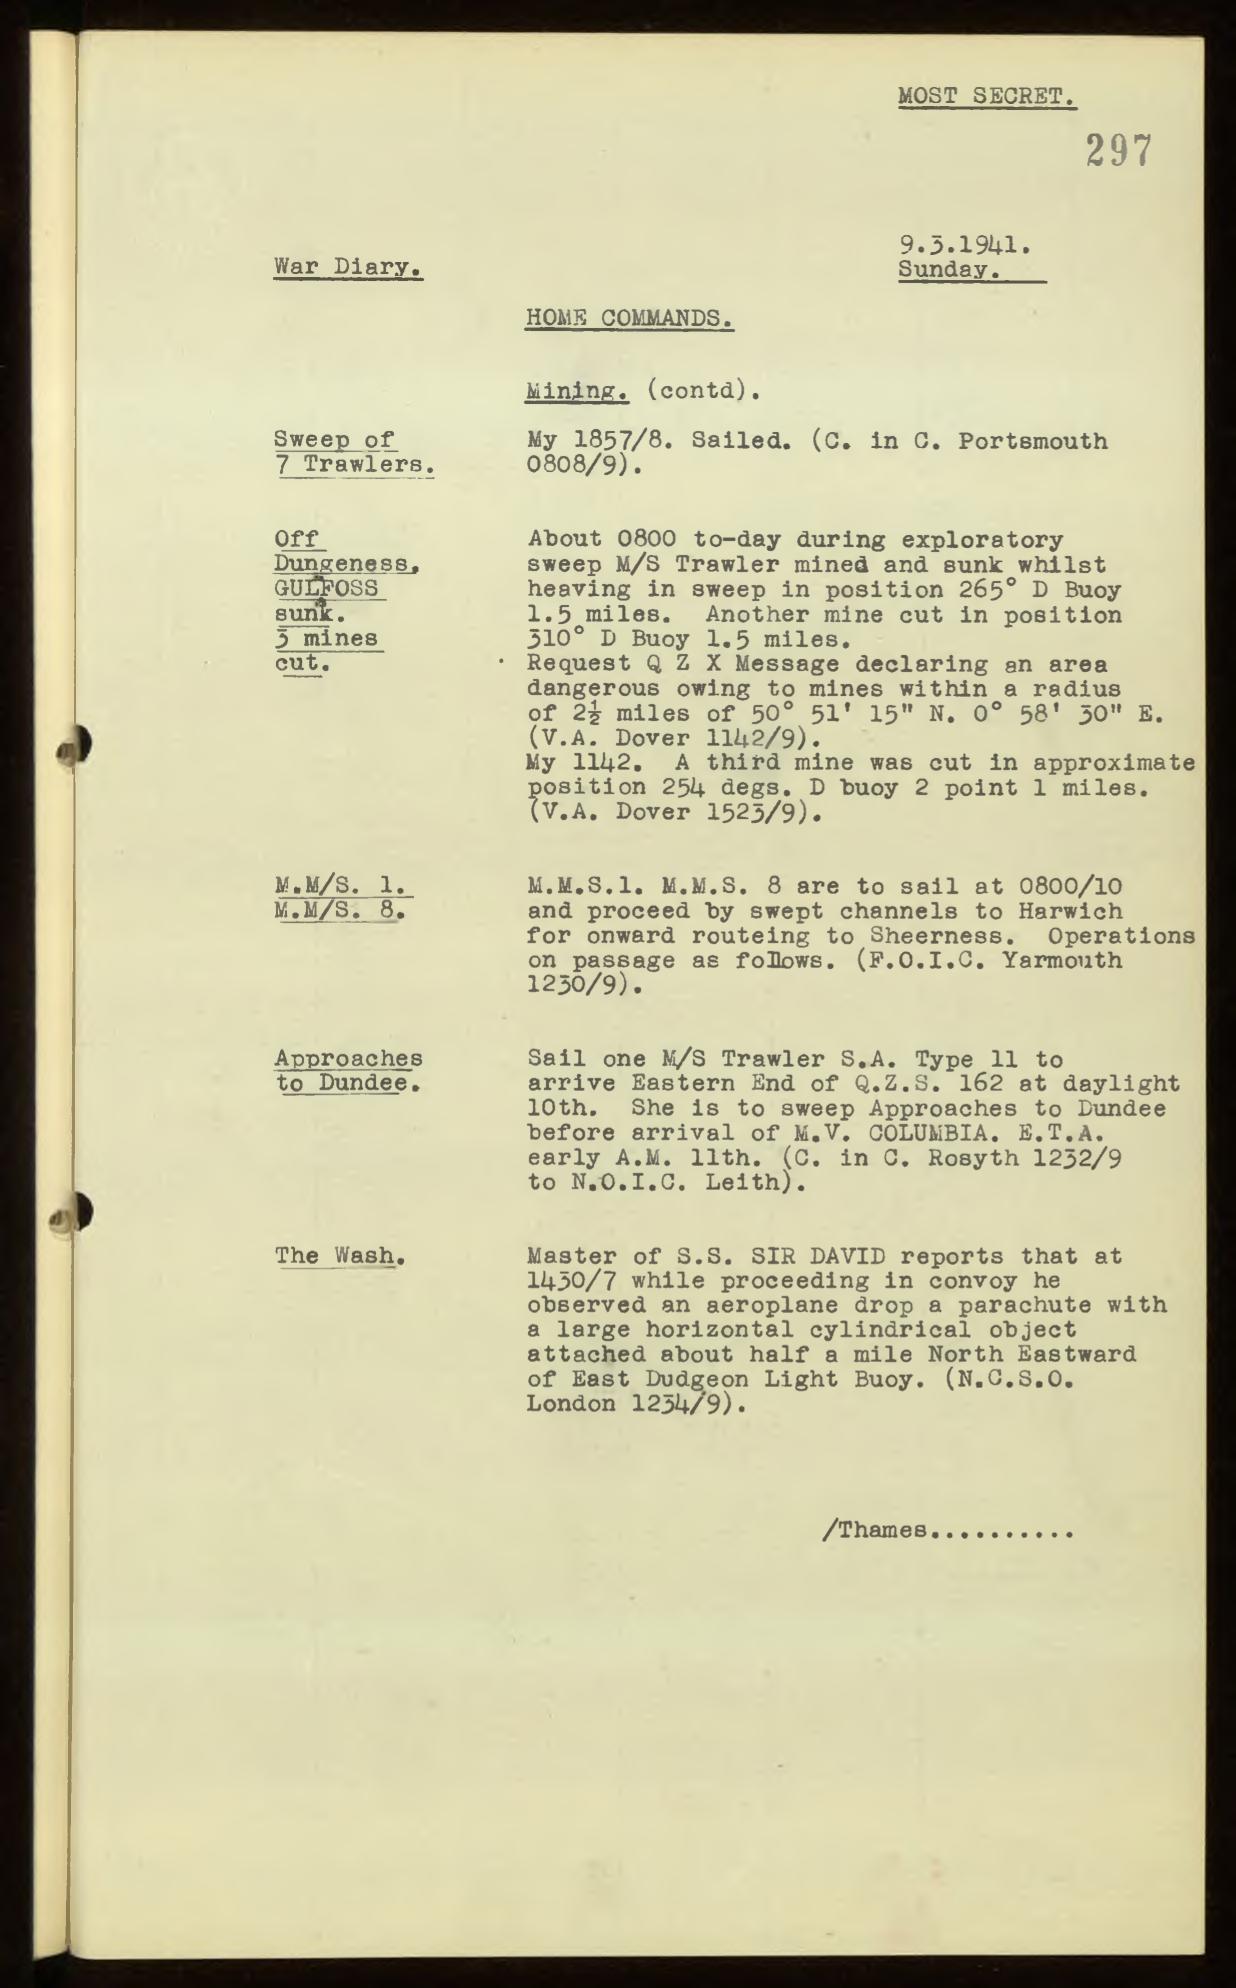 MOST SECRET.
297
9.3.1941.
War Diary.
Sunday.
HOME COMMANDS.
Mining. (contd).
Sweep of
7 Trawlers.
My 1857/8. Sailed. (C. in C. Portsmouth
0808/9).
Off
Dungeness.
GULFOSS
sunk.
3 mines
cut.
About 0800 to-day during exploratory
sweep M/S Trawler mined and sunk whilst
heaving in sweep in position 265° D Buoy
1.5 miles. Another mine cut in position
310° D Buoy 1.5 miles.
Request Q Z X Message declaring an area
dangerous owing to mines within a radius
of 2½ miles of 50° 51' 15" N. 0° 58' 30" E.
(V.A. Dover 1142/9).
My 1142. A third mine was cut in approximate
position 254 degs. D buoy 2 point 1 miles.
(V.A. Dover 1523/9).
M.M/S. 1.
M.M/S. 8.
M.M.S.1. M.M.S. 8 are to sail at 0800/10
and proceed by swept channels to Harwich
for onward routeing to Sheerness. Operations
on passage as follows. (F.O.I.C. Yarmouth
1230/9).
Approaches
to Dundee.
Sail one M/S Trawler S.A. Type 11 to
arrive Eastern End of Q.Z.S. 162 at daylight
10th. She is to sweep Approaches to Dundee
before arrival of M.V. COLUMBIA. E.T.A.
early A.M. 11th. (C. in C. Rosyth 1232/9
to N.O.I.C. Leith).
The Wash.
Master of S.S. SIR DAVID reports that at
1430/7 while proceeding in convoy he
observed an aeroplane drop a parachute with
a large horizontal cylindrical object
attached about half a mile North Eastward
of East Dudgeon Light Buoy. (N.C.S.O.
London 1234/9).
/Thames..........